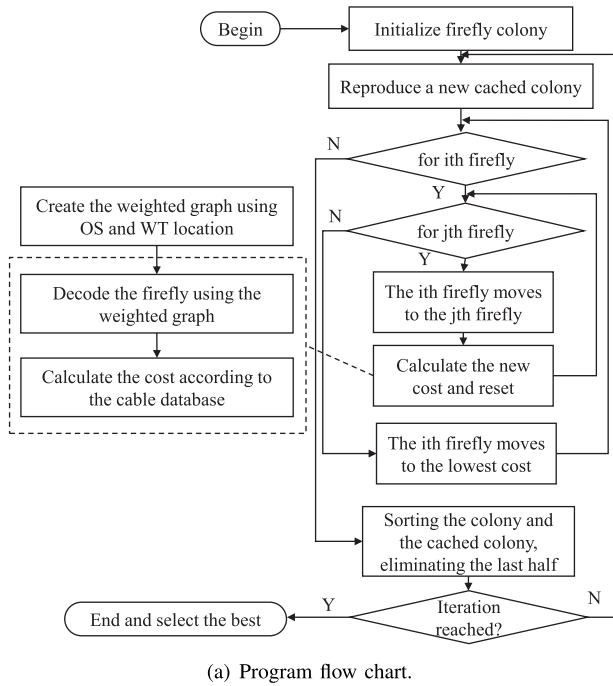 Begin
Initialize firefly colony
Reproduce a new cached colony
N
for ith firefly
Y
Create the weighted graph using
OS and WT location
N
for jth firefly
Y
Decode the firefly using the
weighted graph
The ith firefly moves
to the jth firefly
Calculate the cost according to
the cable database
Calculate the new
cost and reset
The ith firefly moves
to the lowest cost
Sorting the colony and
the cached colony,
eliminating the last half
End and select the best
Y
Iteration
reached?
N
(a) Program flow chart.